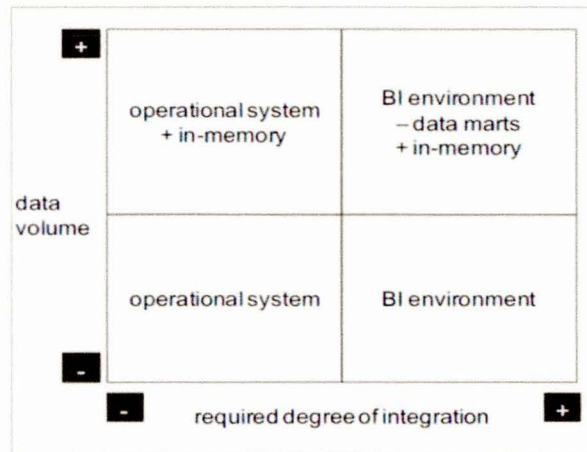 +
operational system
+ in-memory
BI environment
– data marts
+ in-memory
data
volume
operational system
BI environment
-
-
required degree of integration
+